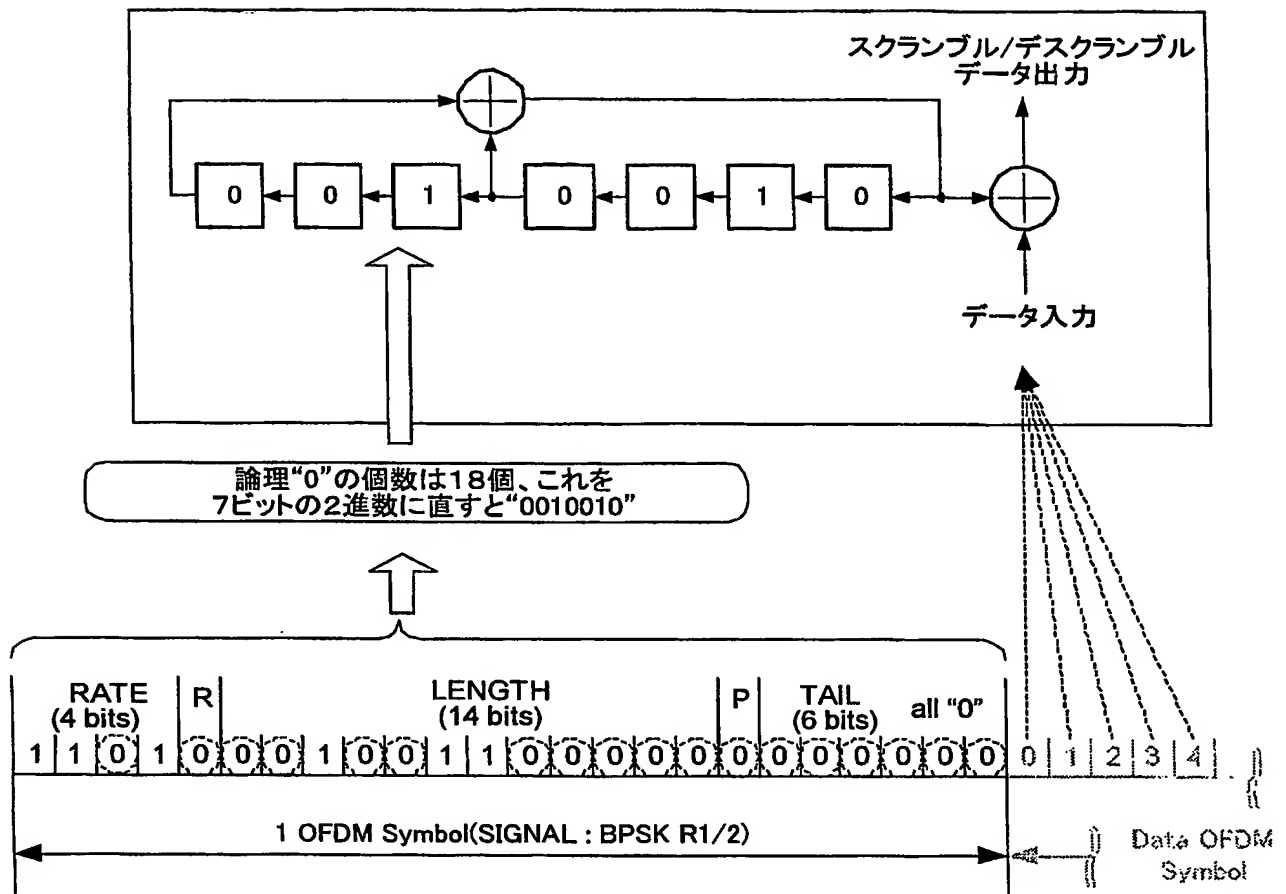 スクランブル/デスクランブル
データ出力
0 0 1 0 0 1 0
データ入力
論理“0”の個数は18個、これを
7ビットの2進数に直すと“0010010”
RATE
(4 bits)
R
LENGTH
(14 bits)
P
TAIL
(6 bits)
all “0”
1 1 0 1 0 0 0 1 0 0 1 1 0 0 0 0 0 0 0 0 0 0 0 0 0 1 2 3 4
1 OFDM Symbol(SIGNAL : BPSK R1/2)
Data OFDM
Symbol